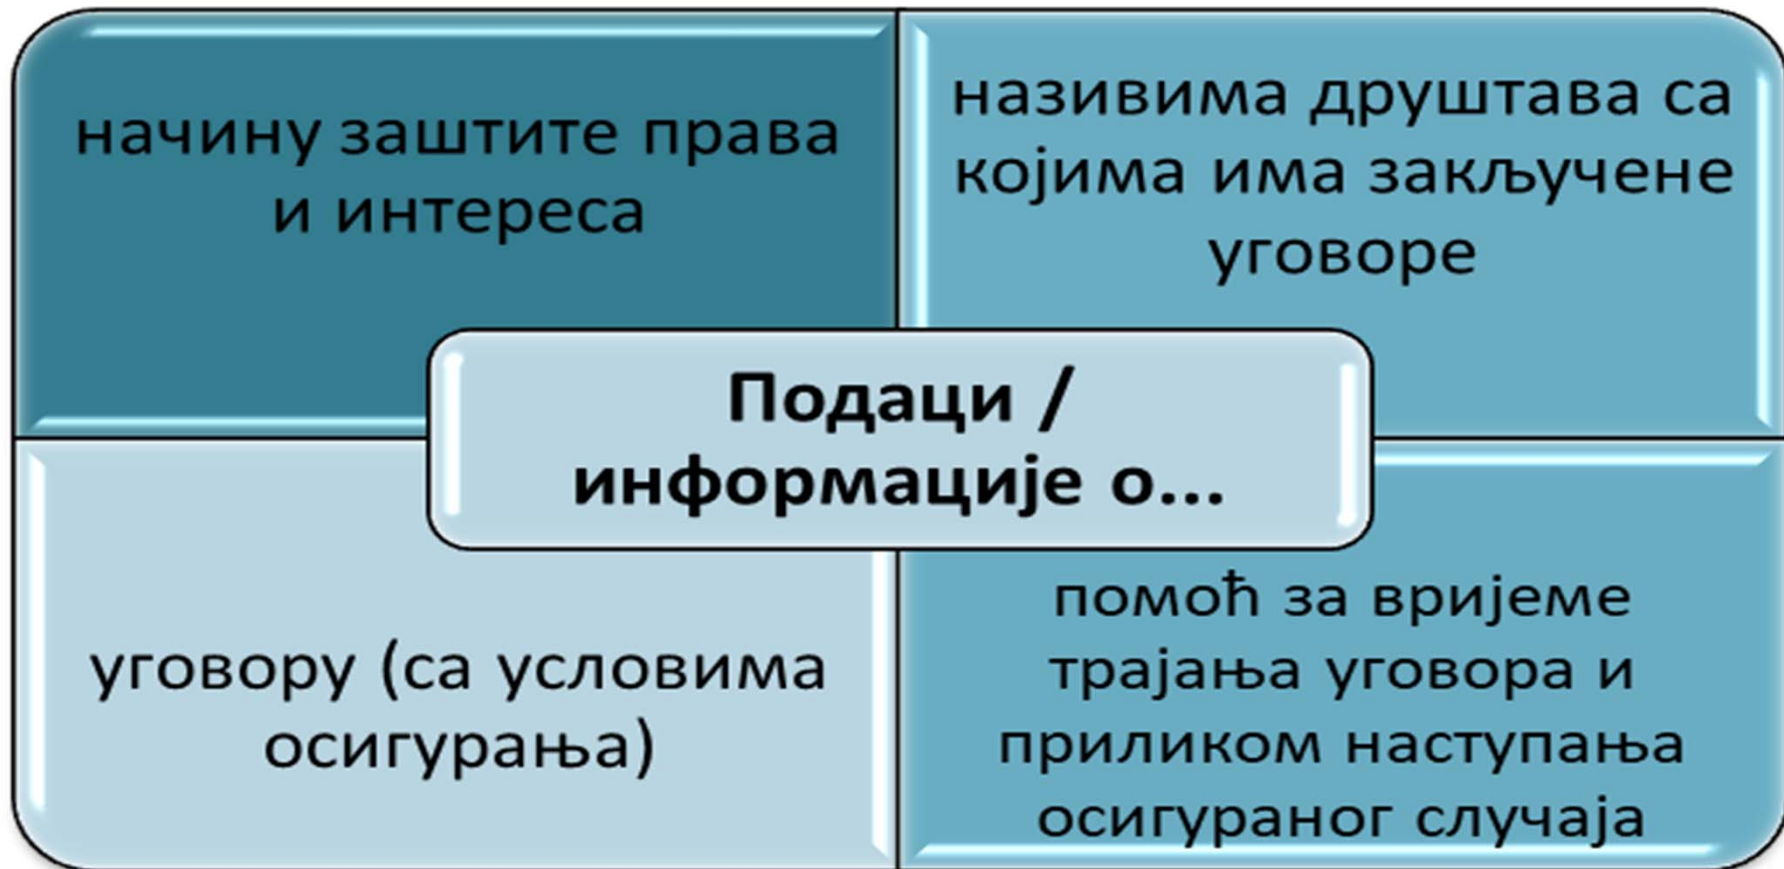 начину заштите права
и интереса
називима друштава са
којима има закључене
уговоре
Подаци /
информације о...
уговору (са условима
осигурања)
помоћ за вријеме
трајања уговора и
приликом наступања
осигураног случаја